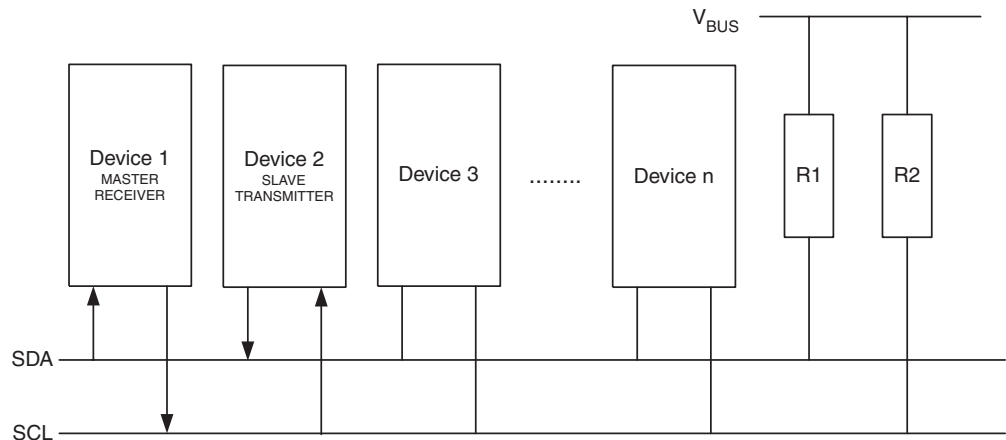 V_BUS
Device 1
MASTER
RECEIVER
Device 2
SLAVE
TRANSMITTER
Device 3
........
Device n
R1
R2
SDA
SCL